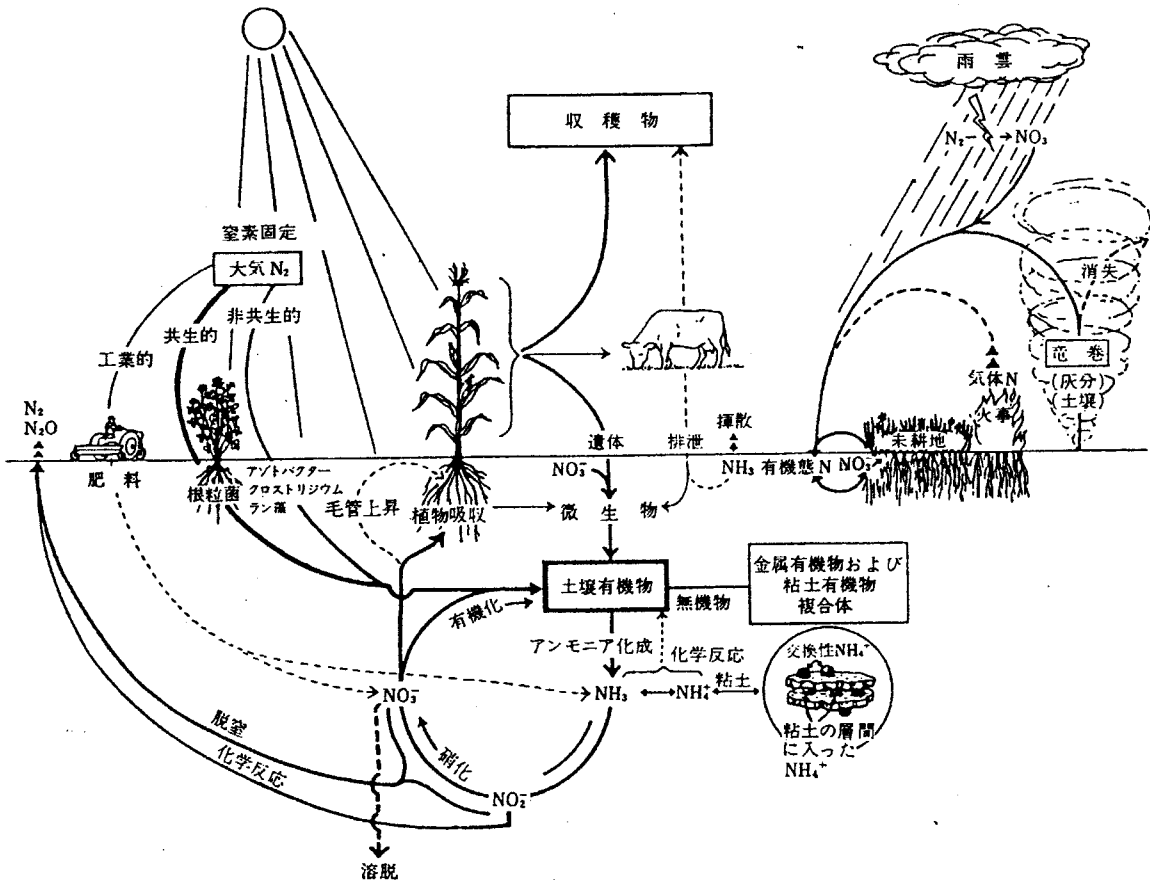 雨雲
N₂ → NO₃
収穫物
窒素固定
大気 N₂
消失
非共生的
共生的
工業的
竜巻
(灰分)
(土壌)
気体N
火事
N₂
N₂O
遺体
排泄
揮散
未耕地
NO₃⁻
NH₃
有機態N
肥料
根粒菌
アゾトバクター
クロストリジウム
ラン藻
毛管上昇
植物吸収
微生物
土壌有機物
無機物
金属有機物および
粘土有機物
複合体
有機化
アンモニア化成
化学反応
NO₃⁻
NH₃
NH₄⁺
粘土
交換性NH₄⁺
粘土の層間
に入った
NH₄⁺
脱窒
化学反応
硝化
NO₂⁻
溶脱